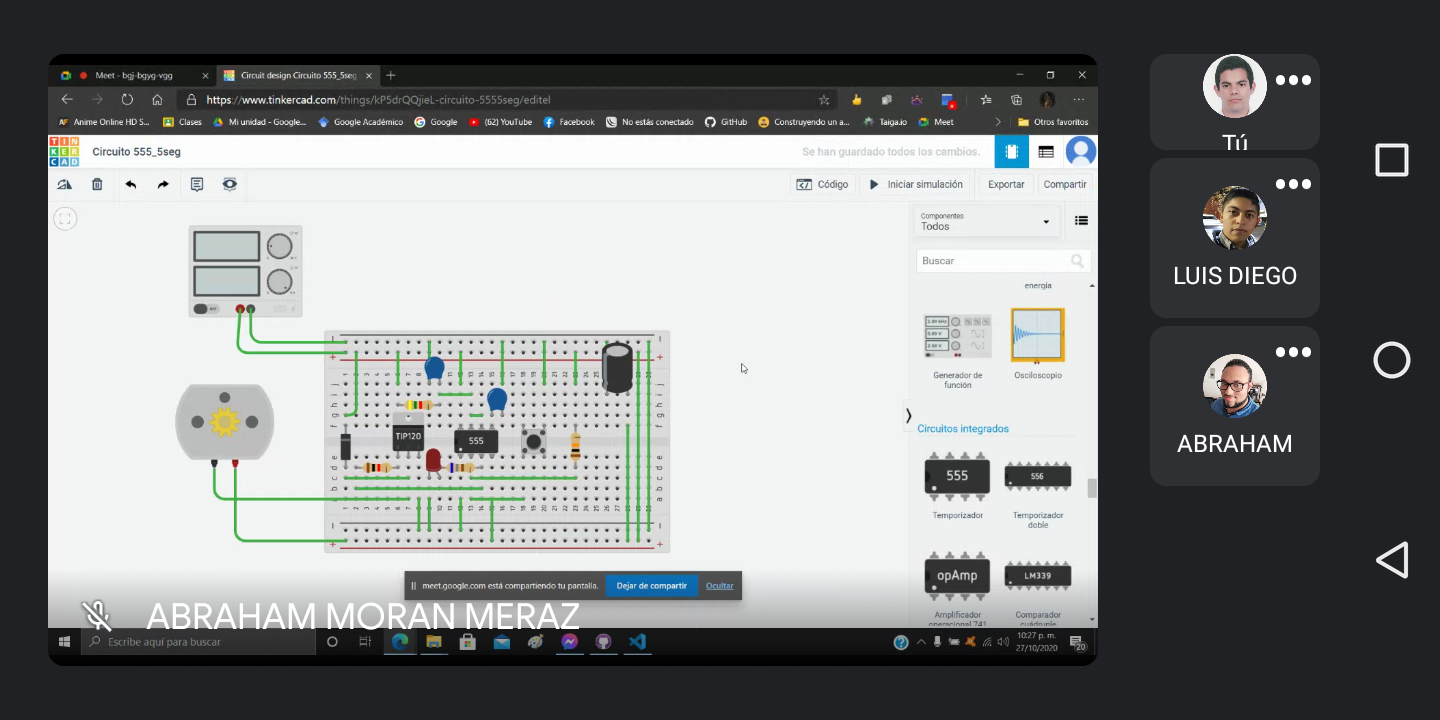 Meet - bgj-bgyg-vgg
Circuit design Circuito 555_5seg
https://www.tinkercad.com/things/kP5drQQjieL-circuito-5555seg/editel
Anime Online HD S...
Clases
Mi unidad - Google...
Google Académico
Google
(62) YouTube
Facebook
No estás conectado
GitHub
Construyendo un a...
Taiga.io
Meet
Otros favoritos
TIN
KER
CAD
Circuito 555_5seg
Se han guardado todos los cambios.
Código
Iniciar simulación
Exportar
Compartir
Componentes
Todos
Buscar
energía
Generador de
función
Osciloscopio
Circuitos integrados
555
556
Temporizador
Temporizador
doble
opAmp
LM339
Amplificador
operacional 741
Comparador
cuádruple
TIP120
555
meet.google.com está compartiendo tu pantalla.
Dejar de compartir
Ocultar
ABRAHAM MORAN MERAZ
Escribe aquí para buscar
10:27 p. m.
27/10/2020
20
Tú
LUIS DIEGO
ABRAHAM